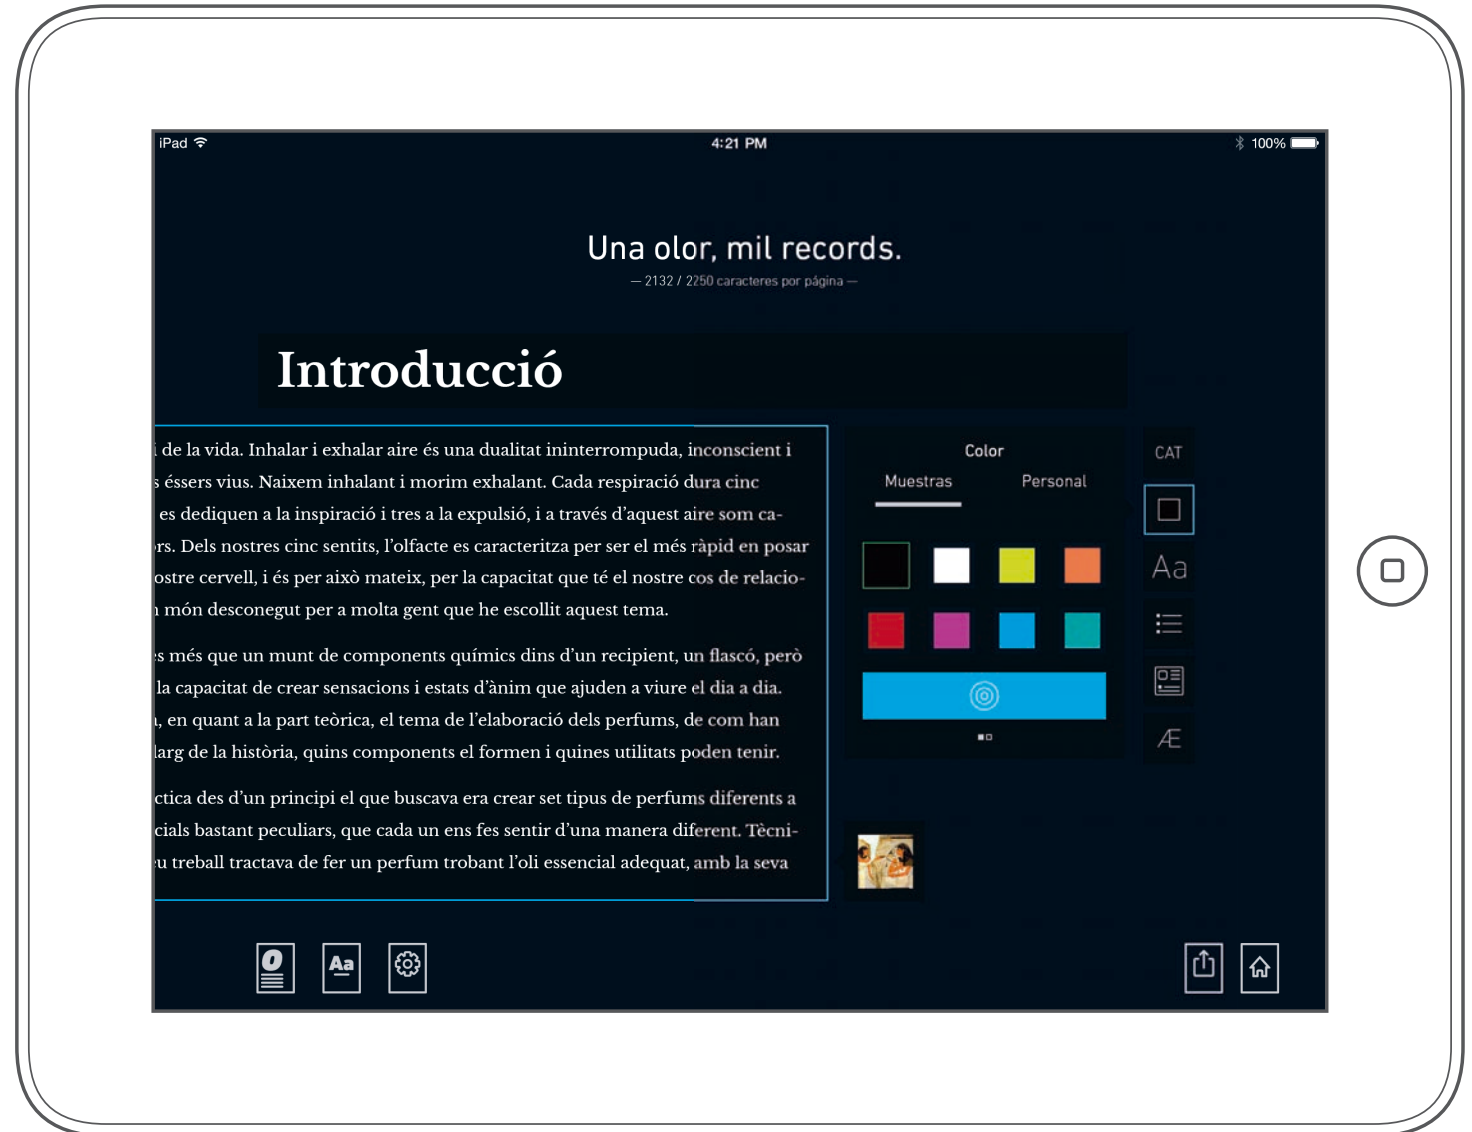 iPad
4:21 PM
100%
Una olor, mil records.
— 2132 / 2250 caracteres por página —
Introducció
i de la vida. Inhalar i exhalar aire és una dualitat ininterrompuda, inconscient i
s éssers vius. Naixem inhalant i morim exhalant. Cada respiració dura cinc
es dediquen a la inspiració i tres a la expulsió, i a través d’aquest aire som ca-
ors. Dels nostres cinc sentits, l’olfacte es caracteritza per ser el més ràpid en posar
ostre cervell, i és per això mateix, per la capacitat que té el nostre cos de relacio-
món desconegut per a molta gent que he escollit aquest tema.
és més que un munt de components químics dins d’un recipient, un flascó, però
la capacitat de crear sensacions i estats d’ànim que ajuden a viure el dia a dia.
, en quant a la part teòrica, el tema de l’elaboració dels perfums, de com han
larg de la història, quins components el formen i quines utilitats poden tenir.
ctica des d’un principi el que buscava era crear set tipus de perfums diferents a
cials bastant peculiars, que cada un ens fes sentir d’una manera diferent. Tècni-
u treball tractava de fer un perfum trobant l’oli essencial adequat, amb la seva
Color
Muestras
Personal
CAT
Aa
Æ
O
Aa